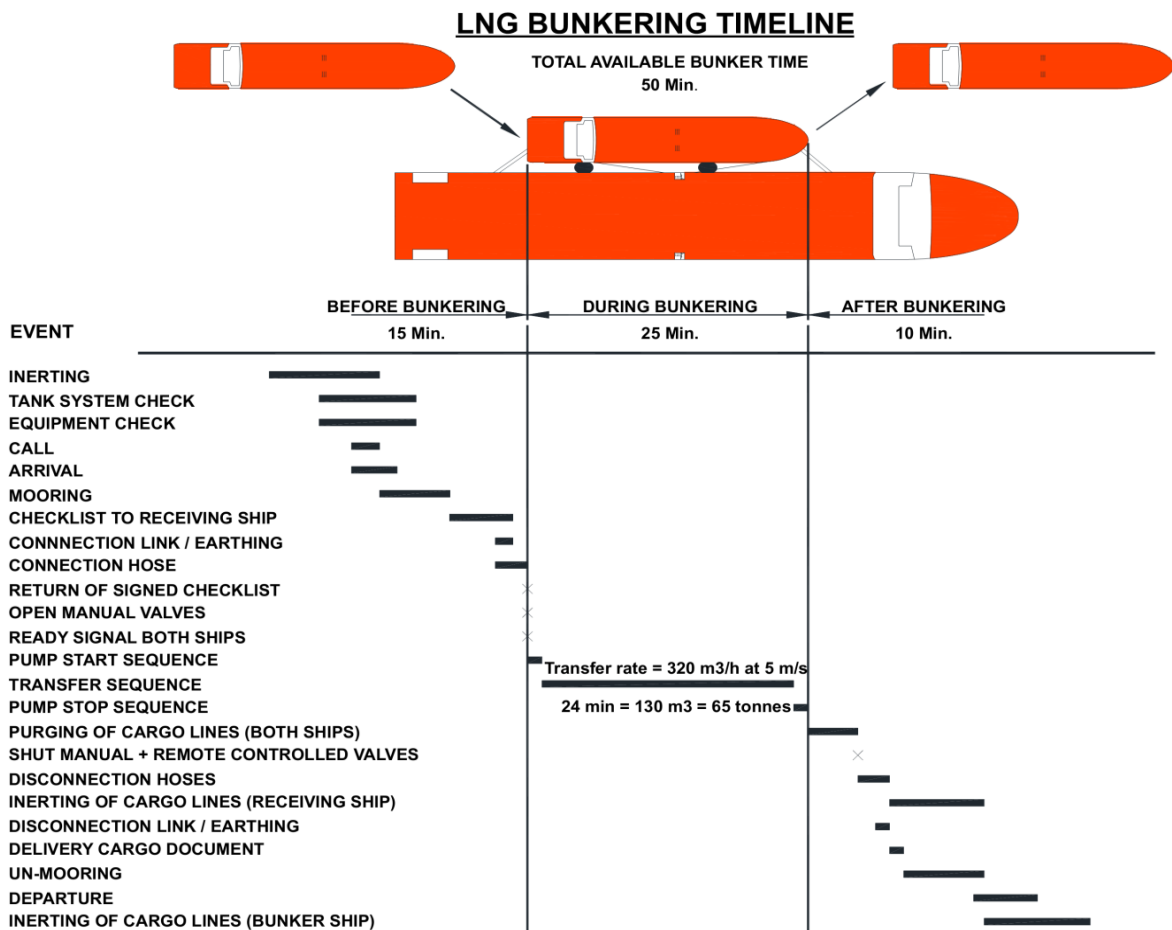 LNG BUNKERING TIMELINE
TOTAL AVAILABLE BUNKER TIME
50 Min.
BEFORE BUNKERING DURING BUNKERING AFTER BUNKERING
EVENT 15 Min. 25 Min. 10 Min.
INERTING
TANK SYSTEM CHECK
EQUIPMENT CHECK
CALL
ARRIVAL
MOORING
CHECKLIST TO RECEIVING SHIP
CONNNECTION LINK / EARTHING
CONNECTION HOSE
RETURN OF SIGNED CHECKLIST
OPEN MANUAL VALVES
READY SIGNAL BOTH SHIPS
PUMP START SEQUENCE
Transfer rate = 320 m3/h at 5 m/s
TRANSFER SEQUENCE
PUMP STOP SEQUENCE 24 min = 130 m3 = 65 tonnes
PURGING OF CARGO LINES (BOTH SHIPS)
SHUT MANUAL + REMOTE CONTROLLED VALVES
DISCONNECTION HOSES
INERTING OF CARGO LINES (RECEIVING SHIP)
DISCONNECTION LINK / EARTHING
DELIVERY CARGO DOCUMENT
UN-MOORING
DEPARTURE
INERTING OF CARGO LINES (BUNKER SHIP)